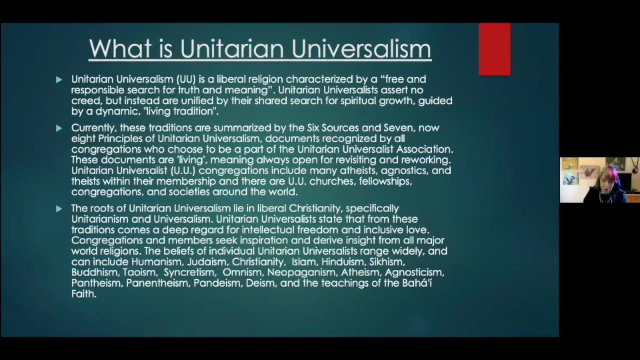 What is Unitarian Universalism
Unitarian Universalism (UU) is a liberal religion characterized by a "free and
responsible search for truth and meaning". Unitarian Universalists assert no
creed, but instead are unified by their shared search for spiritual growth, guided
by a dynamic, "living tradition".
Currently, these traditions are summarized by the Six Sources and Seven, now
eight Principles of Unitarian Universalism, documents recognized by all
congregations who choose to be a part of the Unitarian Universalist Association.
These documents are 'living', meaning always open for revisiting and reworking.
Unitarian Universalist (U.U.) congregations include many atheists, agnostics, and
theists within their membership and there are U.U. churches, fellowships,
congregations, and societies around the world.
The roots of Unitarian Universalism lie in liberal Christianity, specifically
Unitarianism and Universalism. Unitarian Universalists state that from these
traditions comes a deep regard for intellectual freedom and inclusive love.
Congregations and members seek inspiration and derive insight from all major
world religions. The beliefs of individual Unitarian Universalists range widely, and
can include Humanism, Judaism, Christianity, Islam, Hinduism, Sikhism,
Buddhism, Taoism, Syncretism, Omnism, Neopaganism, Atheism, Agnosticism,
Pantheism, Panentheism, Pandeism, Deism, and the teachings of the Bahá'í
Faith.